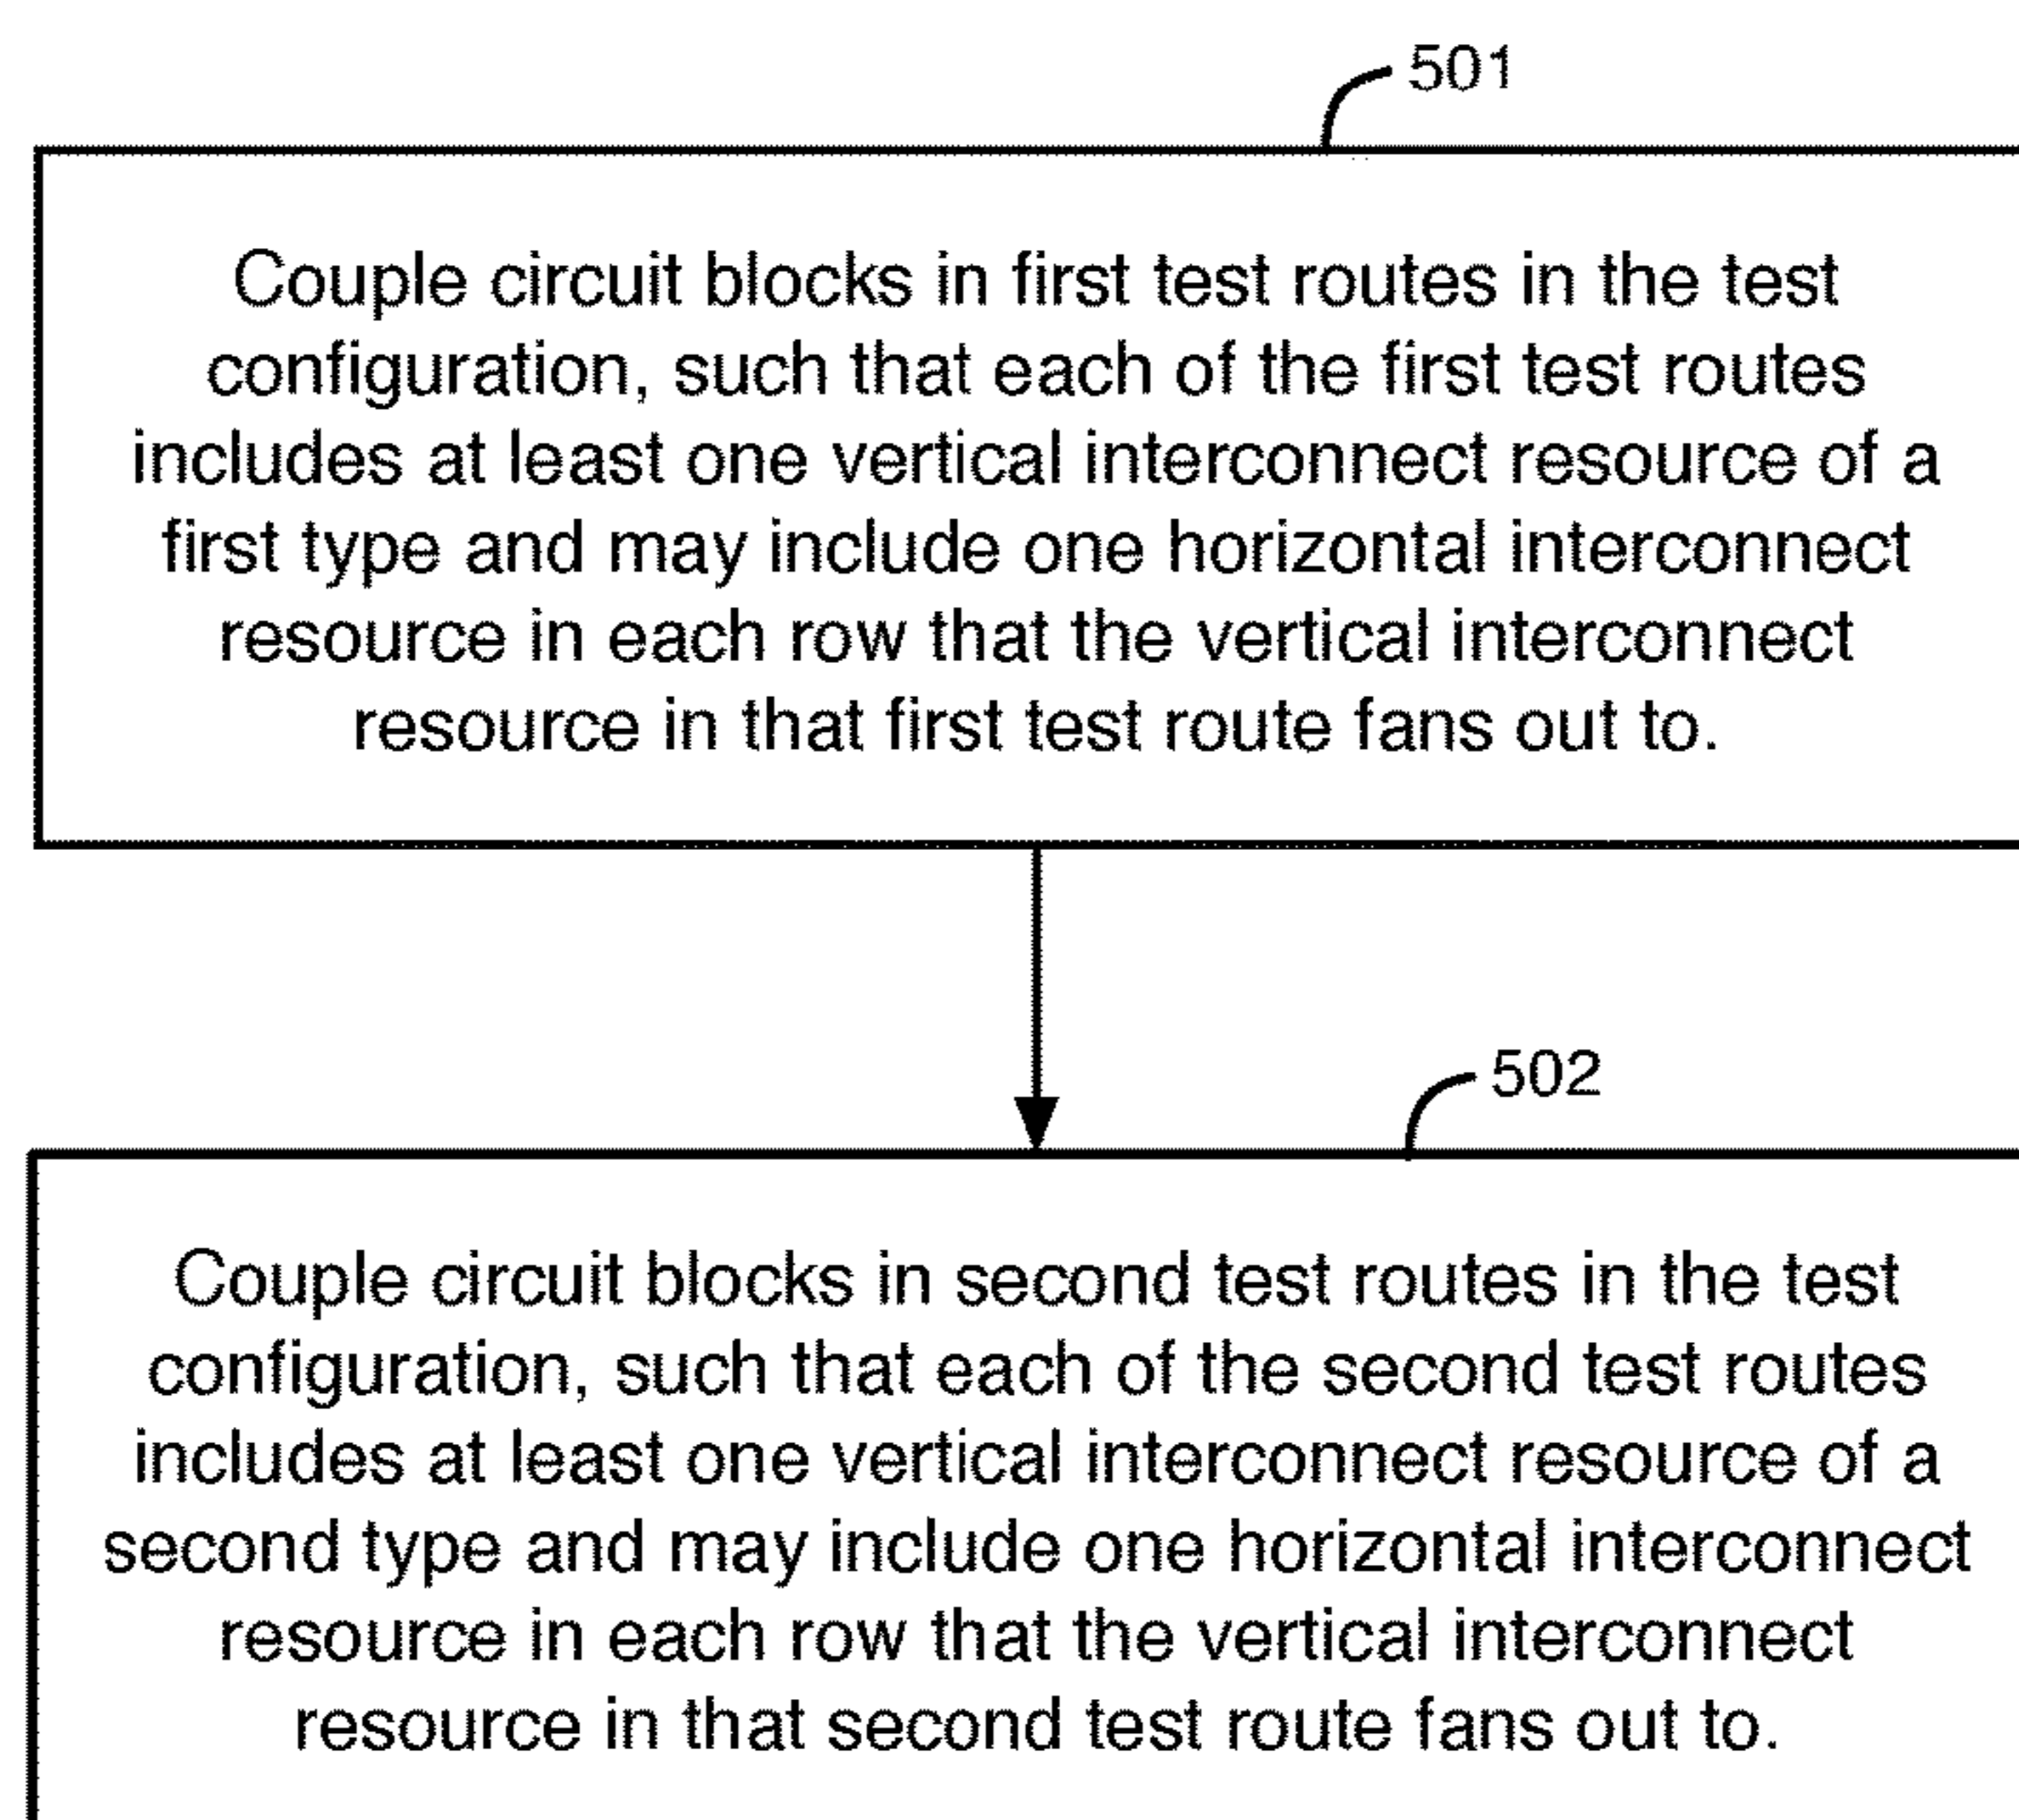 501
Couple circuit blocks in first test routes in the test
configuration, such that each of the first test routes
includes at least one vertical interconnect resource of a
first type and may include one horizontal interconnect
resource in each row that the vertical interconnect
resource in that first test route fans out to.
502
Couple circuit blocks in second test routes in the test
configuration, such that each of the second test routes
includes at least one vertical interconnect resource of a
second type and may include one horizontal interconnect
resource in each row that the vertical interconnect
resource in that second test route fans out to.